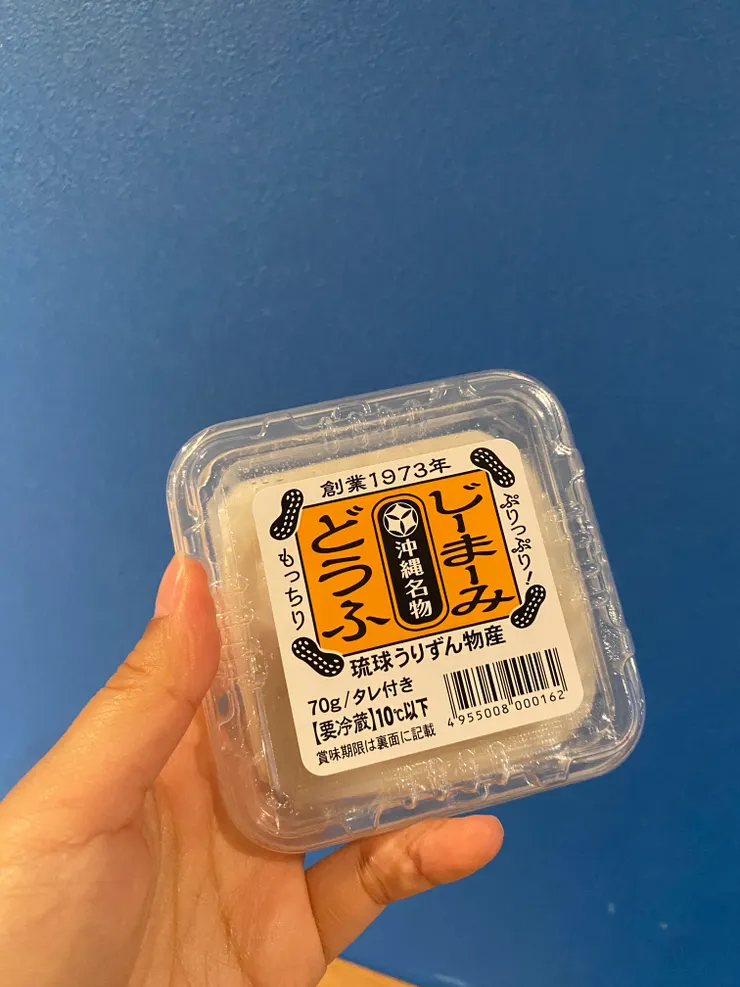 創業1973年
ぷりっぷり!
じーまーみ
沖縄名物
どうふ
もっちり
琉球うりずん物産
70g/タレ付き
【要冷蔵】10℃以下
賞味期限は裏面に記載
4955008000162